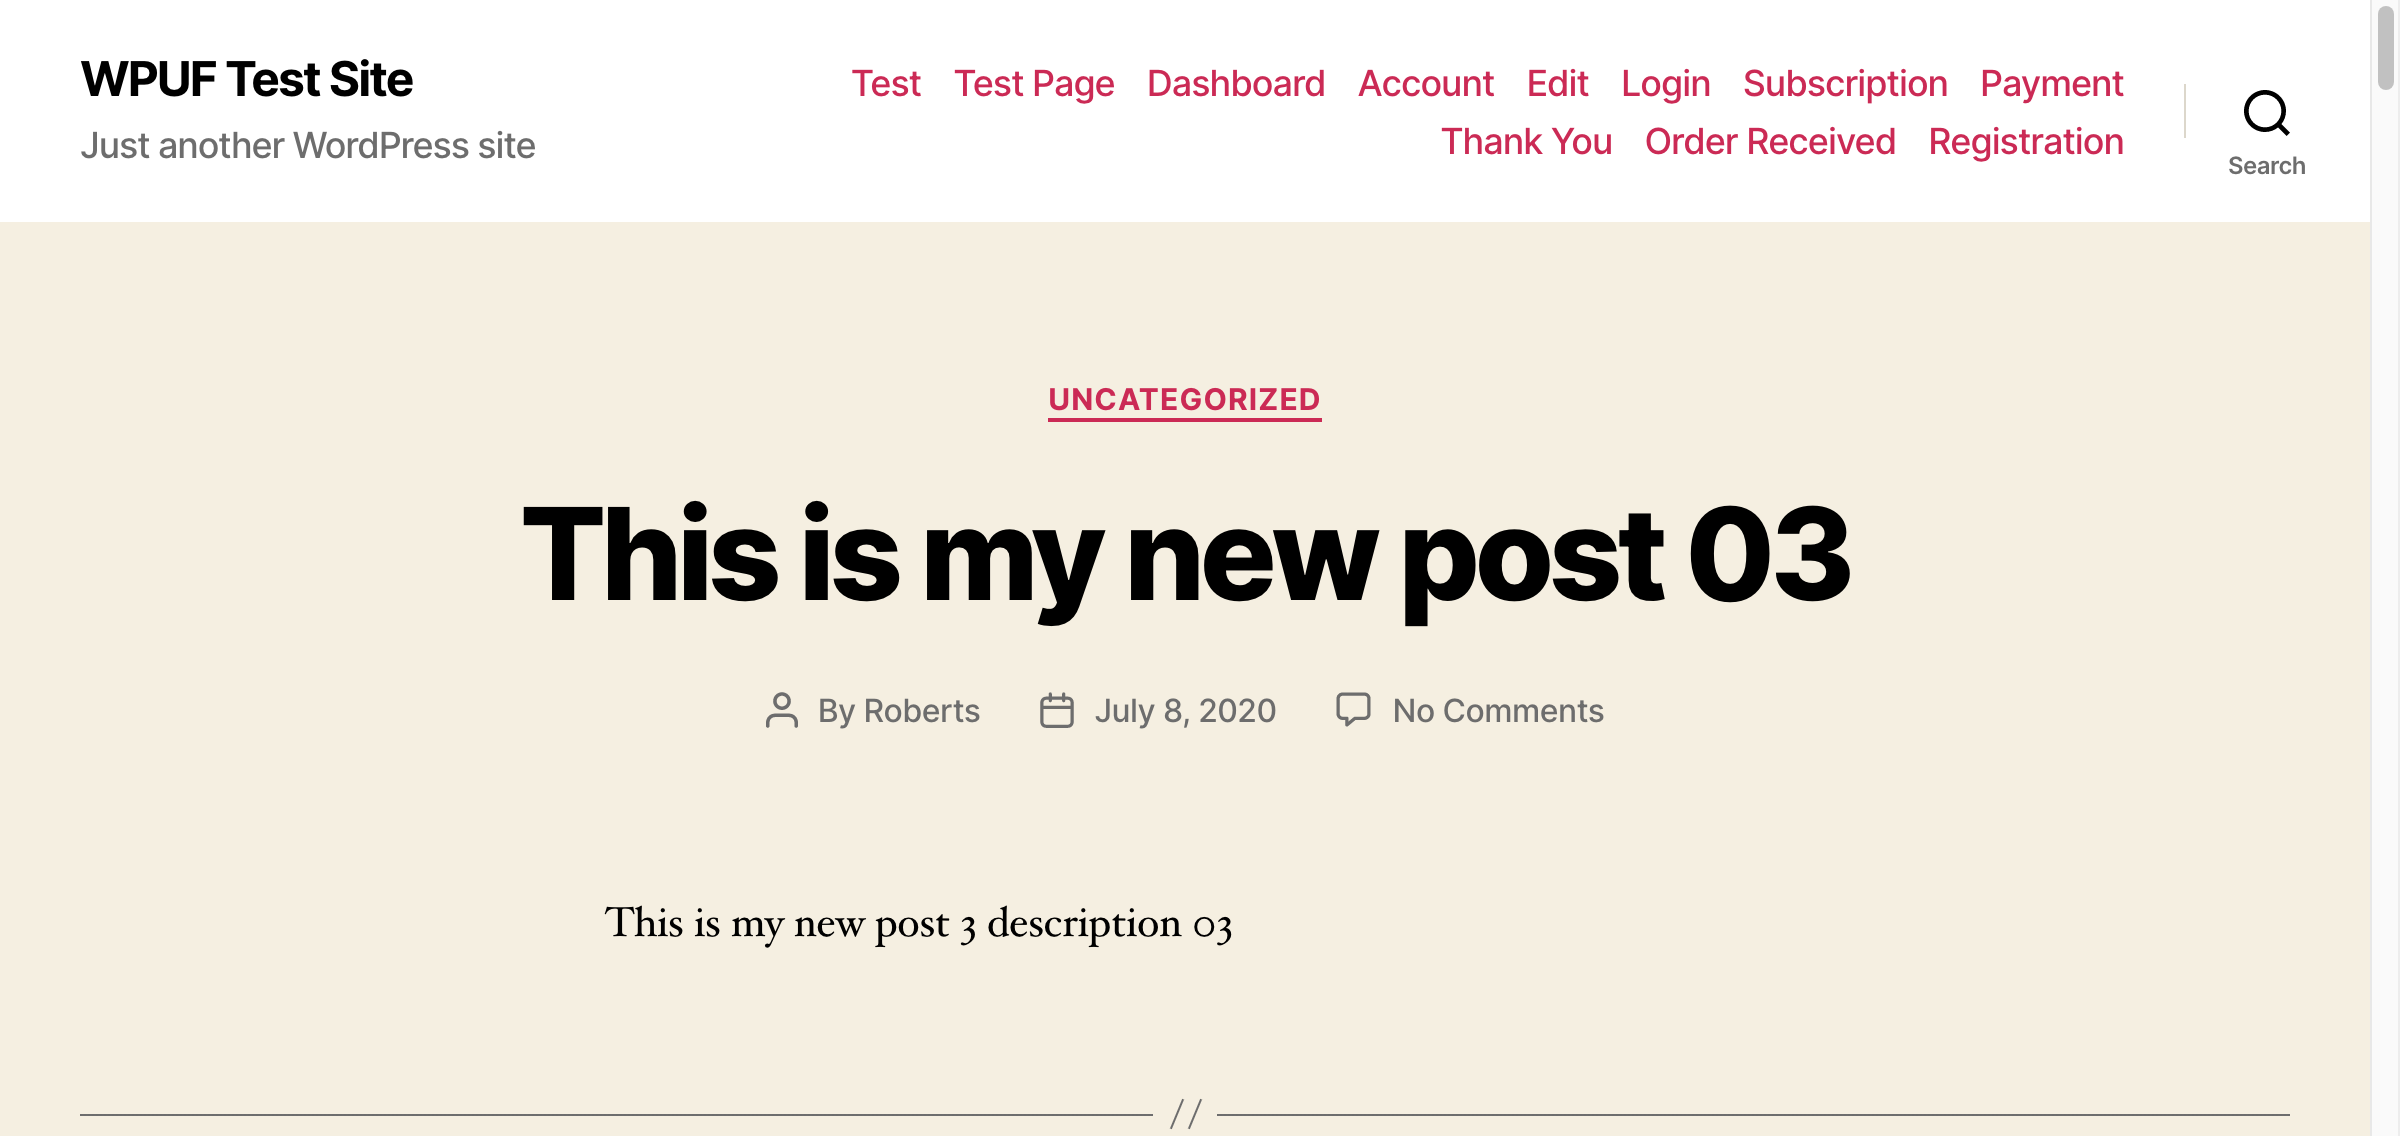 WPUF Test Site
Just another WordPress site
Test Test Page Dashboard Account Edit Login Subscription Payment
Thank You Order Received Registration
Search
UNCATEGORIZED
This is my new post 03
By Roberts July 8, 2020 No Comments
This is my new post 3 description 03
//